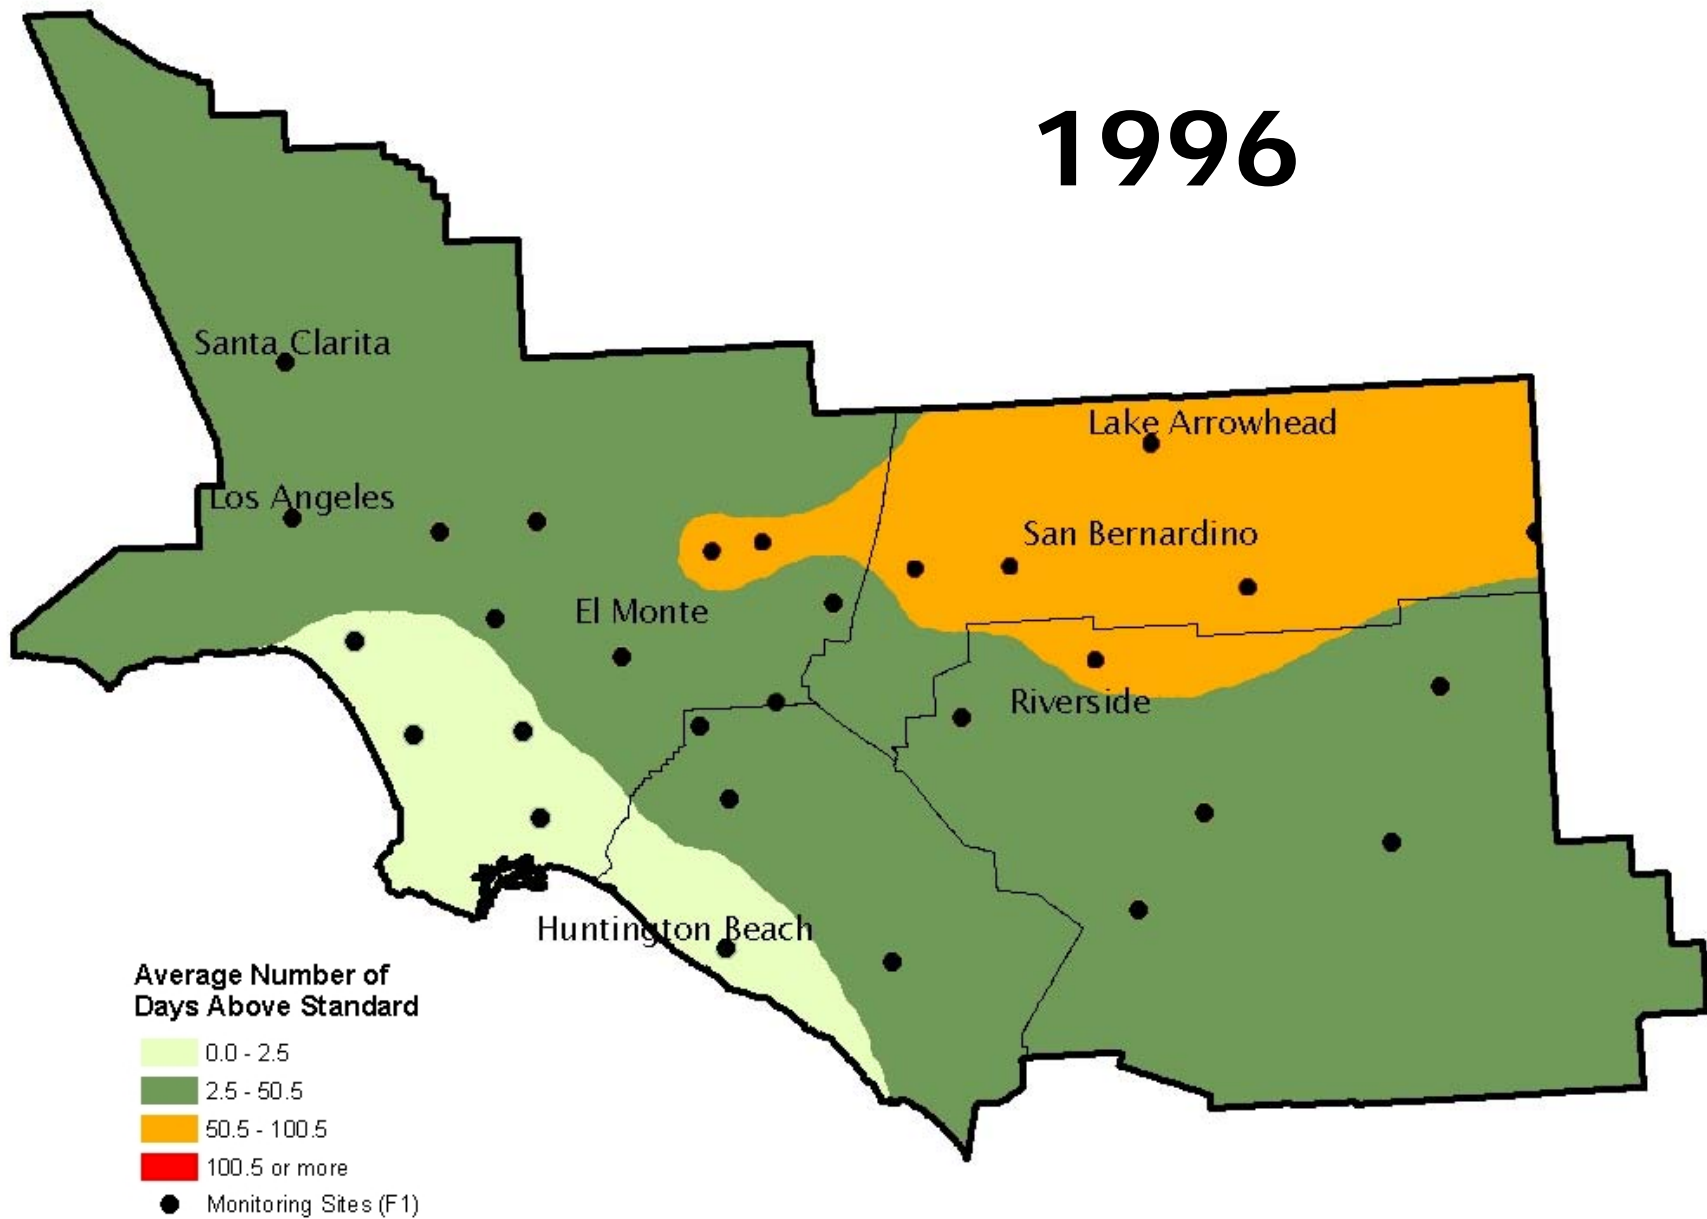 1996
Santa Clarita
Lake Arrowhead
Los Angeles
San Bernardino
El Monte
Riverside
Huntington Beach
Average Number of
Days Above Standard
0.0 - 2.5
2.5 - 50.5
50.5 - 100.5
100.5 or more
Monitoring Sites (F1)